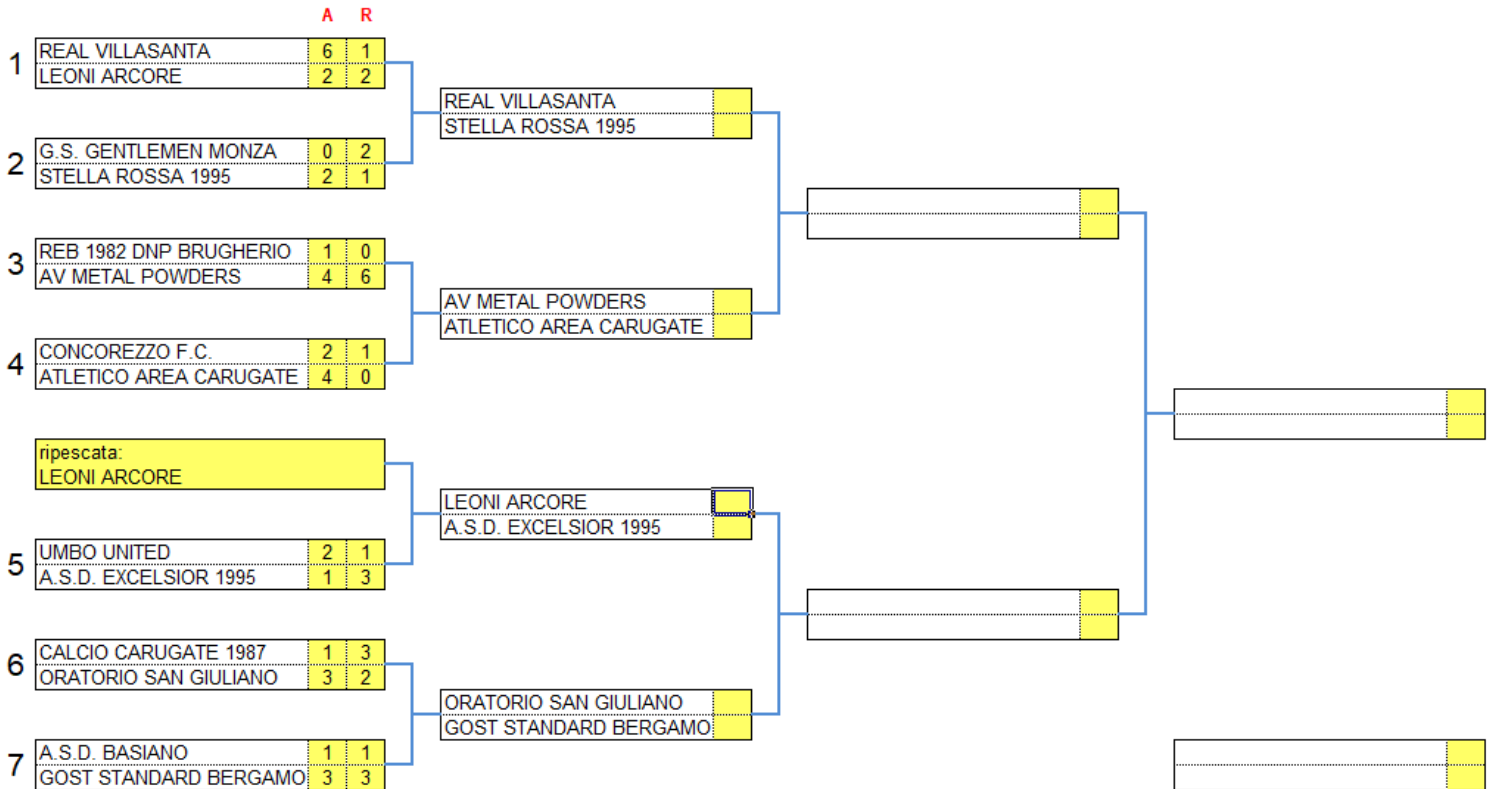 A R
1 REAL VILLASANTA 6 1
LEONI ARCORE 2 2
2 G.S. GENTLEMEN MONZA 0 2
STELLA ROSSA 1995 2 1
3 REB 1982 DNP BRUGHERIO 1 0
AV METAL POWDERS 4 6
4 CONCOREZZO F.C. 2 1
ATLETICO AREA CARUGATE 4 0
ripescata:
LEONI ARCORE
5 UMBO UNITED 2 1
A.S.D. EXCELSIOR 1995 1 3
6 CALCIO CARUGATE 1987 1 3
ORATORIO SAN GIULIANO 3 2
7 A.S.D. BASIANO 1 1
GOST STANDARD BERGAMO 3 3
REAL VILLASANTA
STELLA ROSSA 1995
AV METAL POWDERS
ATLETICO AREA CARUGATE
LEONI ARCORE
A.S.D. EXCELSIOR 1995
ORATORIO SAN GIULIANO
GOST STANDARD BERGAMO